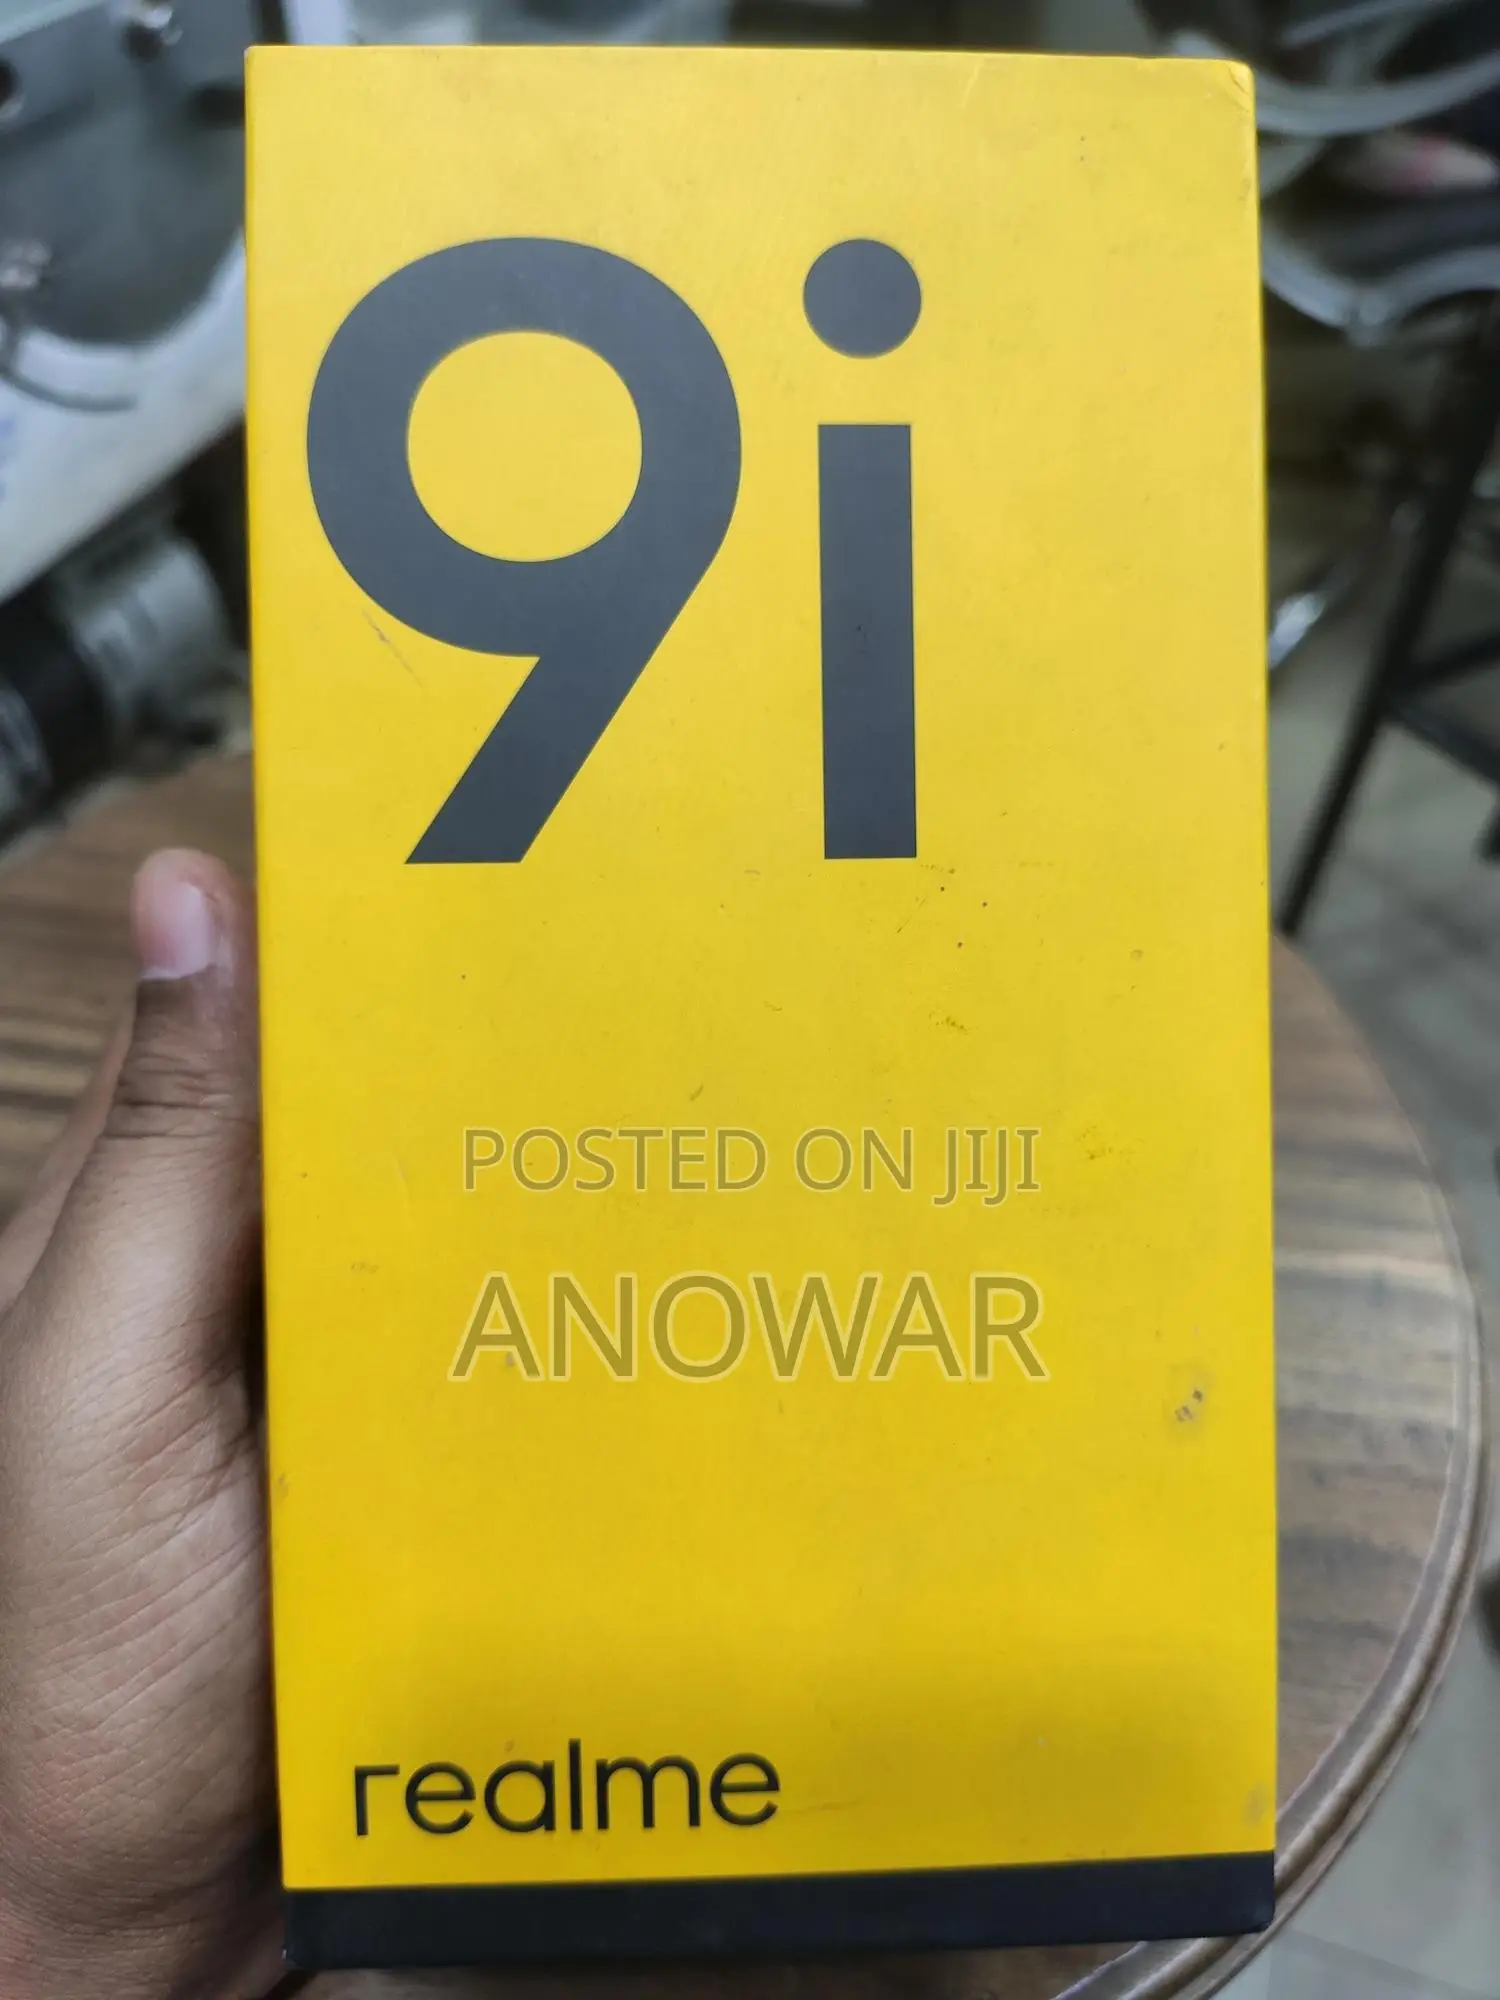 9i
POSTED ON JIJI
ANOWAR
realme